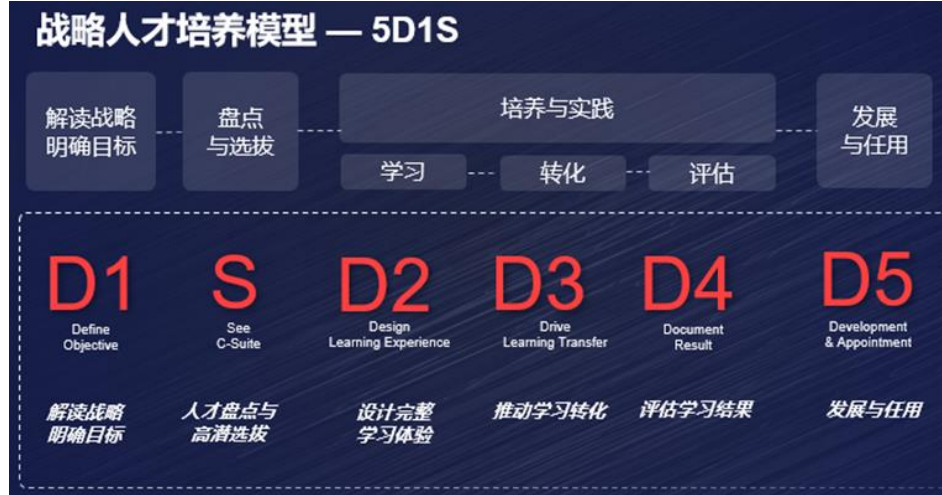 战略人才培养模型 — 5D1S
解读战略
明确目标
盘点
与选拔
培养与实践
学习
转化
评估
发展
与任用
D1
Define
Objective
解读战略
明确目标
S
See
C-Suite
人才盘点与
高潜选拔
D2
Design
Learning Experience
设计完整
学习体验
D3
Drive
Learning Transfer
推动学习转化
D4
Document
Result
评估学习结果
D5
Development
& Appointment
发展与任用